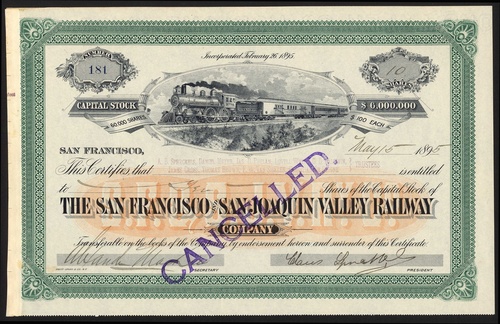 Incorporated February 26 1895.
NUMBER
181
10
SHARES
CAPITAL STOCK
$6,000,000
60,000 SHARES
$100 EACH
SAN FRANCISCO,
May 15 1895
This Certifies that
is entitled
to
Shares of the Capital Stock of
THE SAN FRANCISCO AND SAN JOAQUIN VALLEY RAILWAY
COMPANY
Transferable on the books of the Company by endorsement hereon and surrender of this Certificate.
CANCELLED.
Claus Spreckels
SECRETARY
PRESIDENT